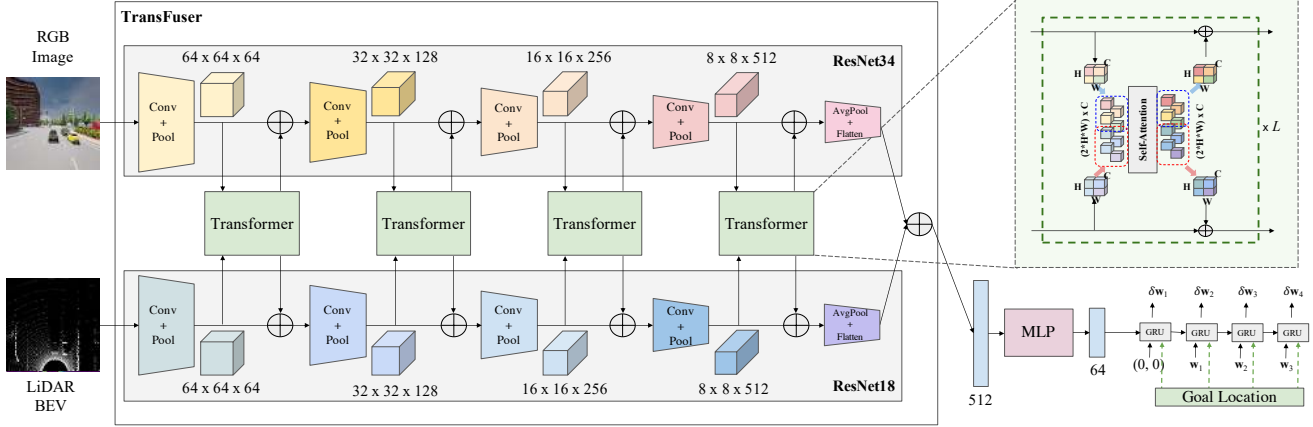 TransFuser
RGB
Image
64 x 64 x 64
32 x 32 x 128
16 x 16 x 256
8 x 8 x 512
ResNet34
Conv
+
Pool
Conv
+
Pool
Conv
+
Pool
Conv
+
Pool
AvgPool
+
Flatten
Transformer
Transformer
Transformer
Transformer
Conv
+
Pool
Conv
+
Pool
Conv
+
Pool
Conv
+
Pool
AvgPool
+
Flatten
64 x 64 x 64
32 x 32 x 128
16 x 16 x 256
8 x 8 x 512
ResNet18
LiDAR
BEV
H
W
C
H
W
C
(2*H*W) x C
Self-Attention
(2*H*W) x C
x L
H
W
C
H
W
C
512
MLP
64
δw₁
δw₂
δw₃
δw₄
GRU
GRU
GRU
GRU
(0, 0)
w₁
w₂
w₃
Goal Location